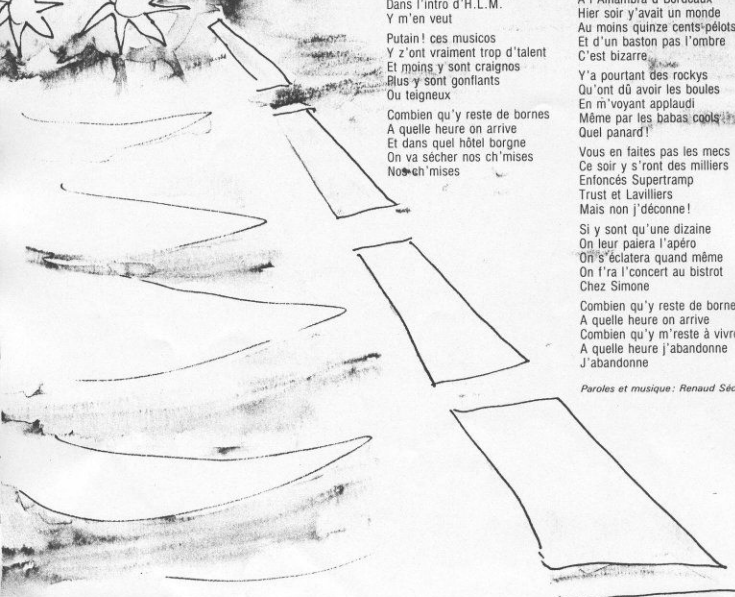 Dans l'intro d'H.L.M.
Y m'en veut
Putain! ces musicos
Y z'ont vraiment trop d'talent
Et moins y sont craignos
Plus y sont gonflants
Ou teigneux
Combien qu'y reste de bornes
A quelle heure on arrive
Et dans quel hôtel borgne
On va sécher nos ch'mises
Nos ch'mises
A l'Alhambra d'Bordeaux
Hier soir y'avait un monde
Au moins quinze cents pélots
Et d'un baston pas l'ombre
C'est bizarre
Y'a pourtant des rockys
Qu'ont dû avoir les boules
En m'voyant applaudi
Même par les babas cools!
Quel panard!
Vous en faites pas les mecs
Ce soir y s'ront des milliers
Enfoncés Supertramp
Trust et Lavilliers
Mais non j'déconne!
Si y sont qu'une dizaine
On leur paiera l'apéro
On s'éclatera quand même
On f'ra l'concert au bistrot
Chez Simone
Combien qu'y reste de borne
A quelle heure on arrive
Combien qu'y m'reste à vivr
A quelle heure j'abandonne
J'abandonne
Paroles et musique: Renaud Séc